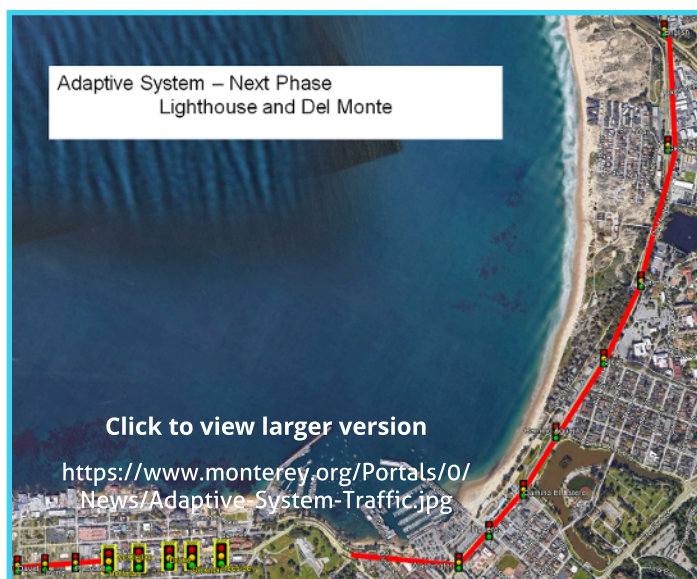 Adaptive System – Next Phase
Lighthouse and Del Monte
Click to view larger version
https://www.monterey.org/Portals/0/
News/Adaptive-System-Traffic.jpg